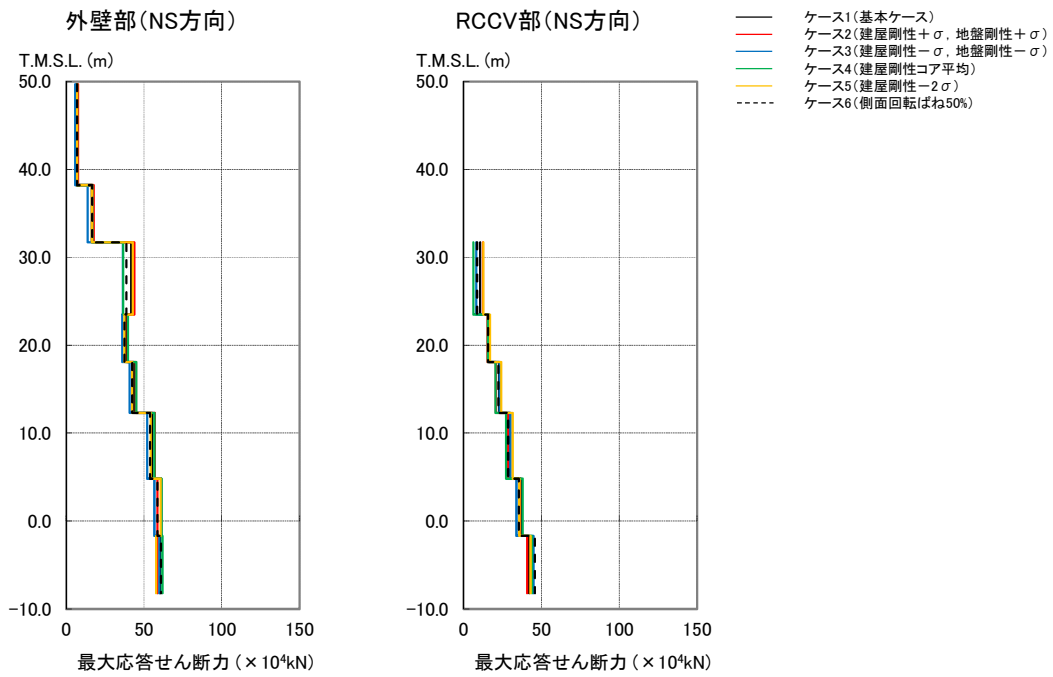 外壁部(NS方向)
T.M.S.L. (m)
50.0
40.0
30.0
20.0
10.0
0.0
−10.0
0 50 100 150
最大応答せん断力(×10⁴kN)
RCCV部(NS方向)
T.M.S.L. (m)
50.0
40.0
30.0
20.0
10.0
0.0
−10.0
0 50 100 150
最大応答せん断力(×10⁴kN)
ケース1(基本ケース)
ケース2(建屋剛性+σ, 地盤剛性+σ)
ケース3(建屋剛性−σ, 地盤剛性−σ)
ケース4(建屋剛性コア平均)
ケース5(建屋剛性−2σ)
ケース6(側面回転ばね50%)